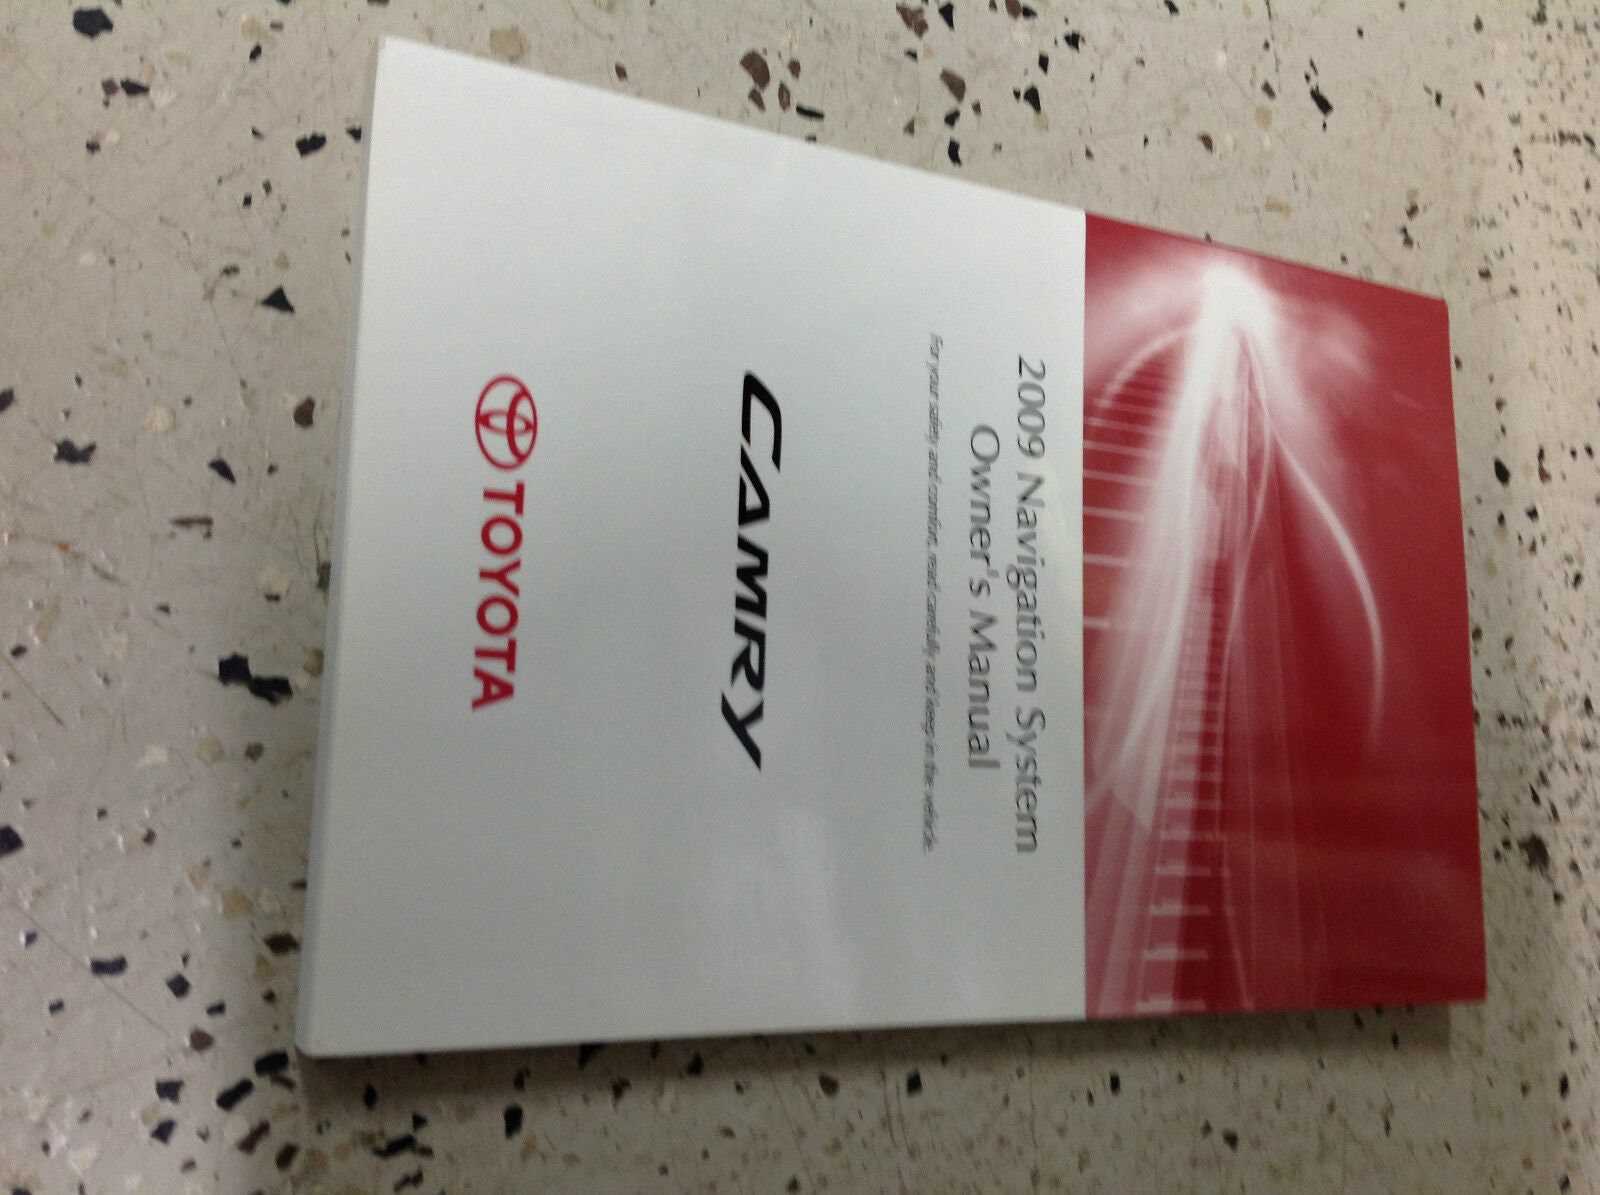 2009 Navigation System
Owner's Manual
For your safety and comfort, read carefully and keep in the vehicle.
CAMRY
TOYOTA